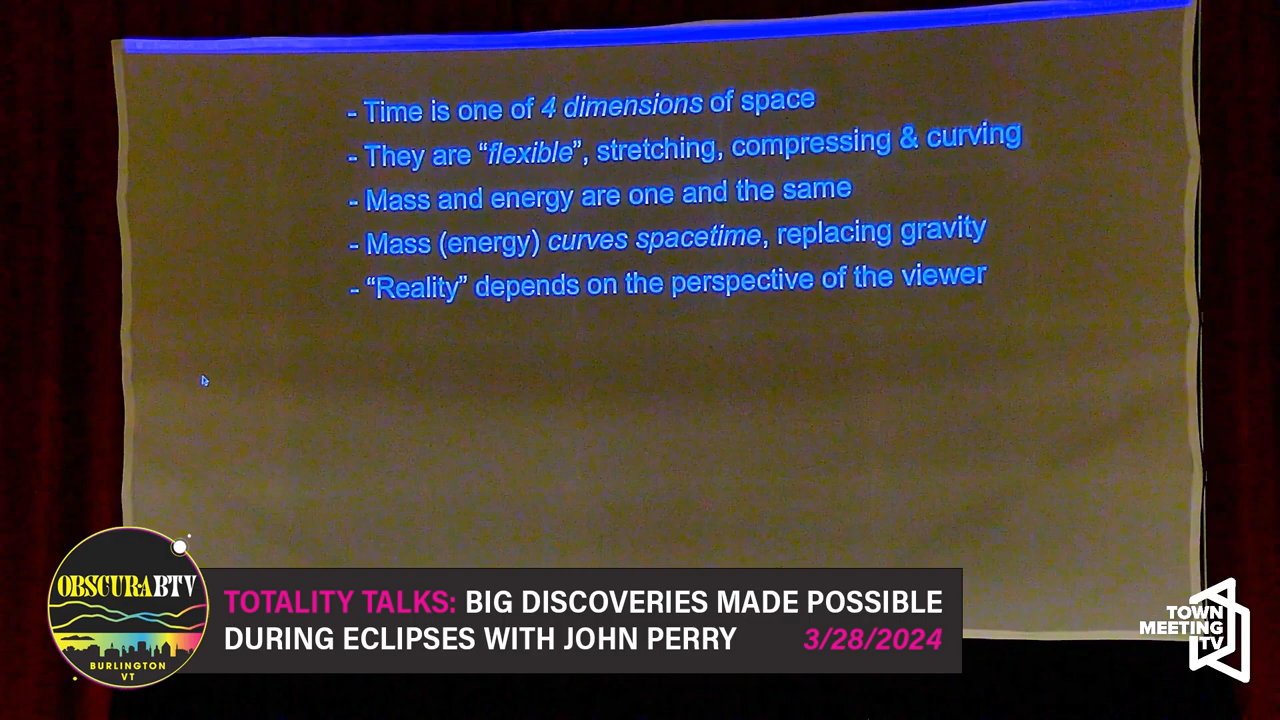 - Time is one of 4 dimensions of space
- They are “flexible”, stretching, compressing & curving
- Mass and energy are one and the same
- Mass (energy) curves spacetime, replacing gravity
- “Reality” depends on the perspective of the viewer
OBSCURABTV
BURLINGTON
VT
TOTALITY TALKS: BIG DISCOVERIES MADE POSSIBLE
DURING ECLIPSES WITH JOHN PERRY 3/28/2024
TOWN
MEETING
TV